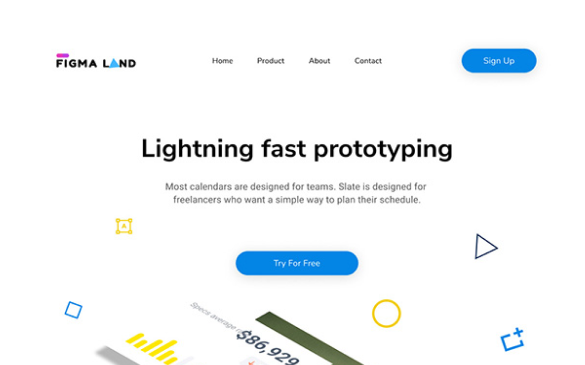 FIGMA LAND
Home
Product
About
Contact
Sign Up
Lightning fast prototyping
Most calendars are designed for teams. Slate is designed for
freelancers who want a simple way to plan their schedule.
Try For Free
Specs average
$86,929